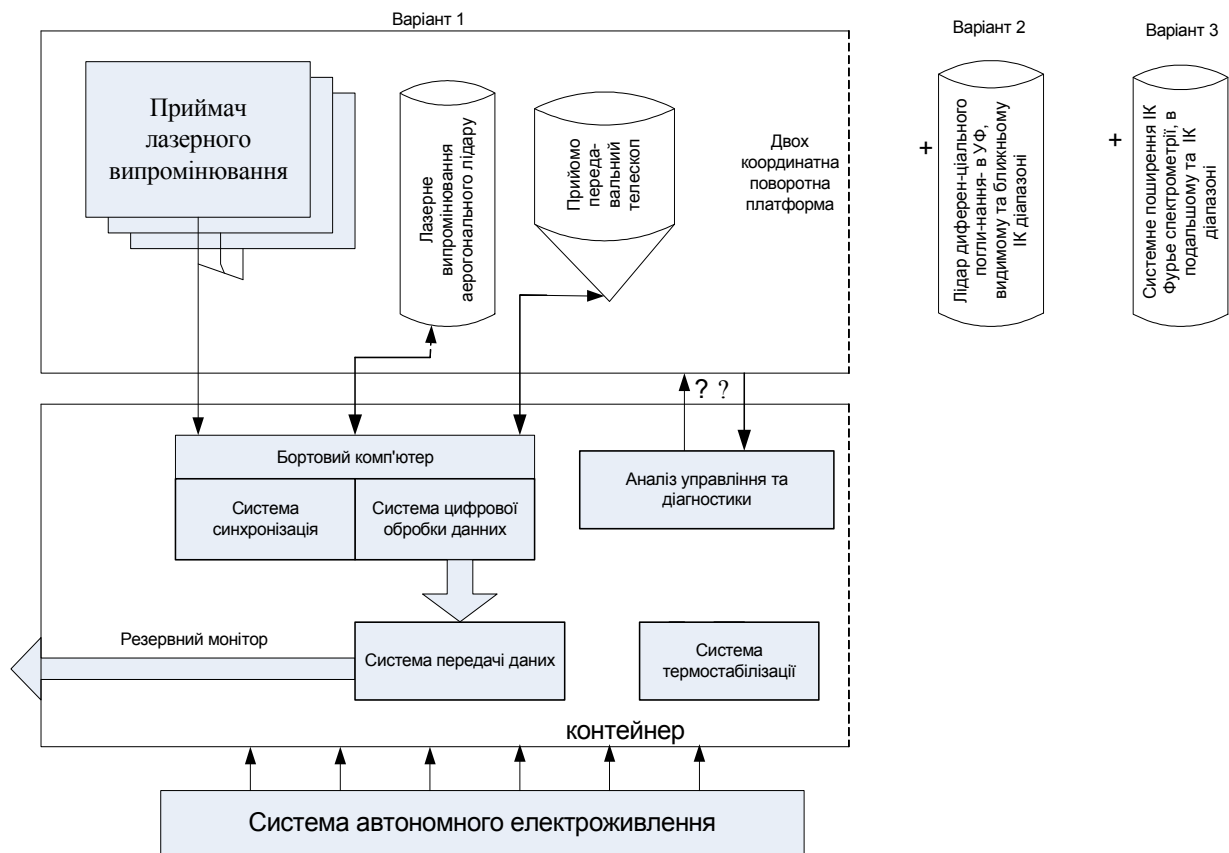 Варіант 1
Варіант 2
Варіант 3
Приймач
лазерного
випромінювання
Лазерне
випромінювання
аерогонального лідару
Прийомо
переда-
вальний
телескоп
Двох
координатна
поворотна
платформа
+
Лідар диферен-ціального
погли-нання- в УФ,
видимому та ближньому
ІК діапазоні
+
Системне поширення ІК
Фурье спектрометрії, в
подальшому та ІК
діапазоні
? ?
Бортовий комп'ютер
Система
синхронізація
Система цифрової
обробки данних
Аналіз управління та
діагностики
Резервний монітор
Система передачі даних
Система
термостабілізації
контейнер
Система автономного електроживлення